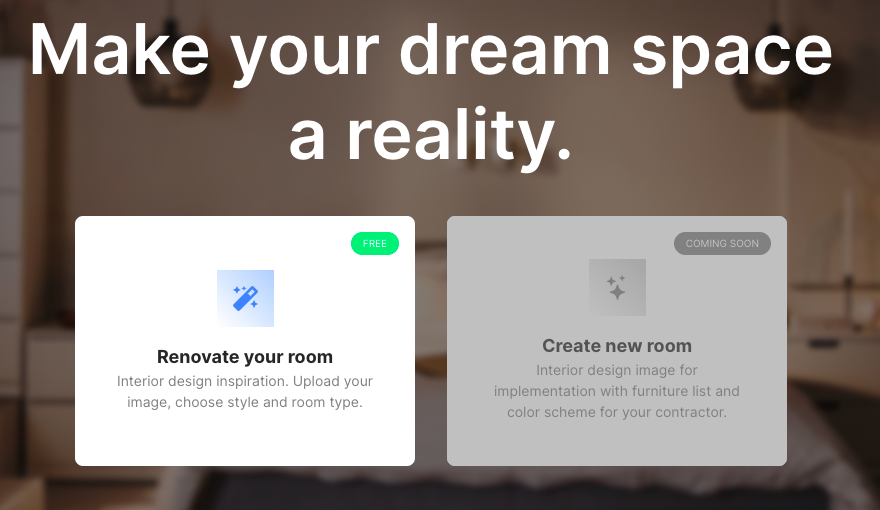 Make your dream space
a reality.
FREE
Renovate your room
Interior design inspiration. Upload your
image, choose style and room type.
COMING SOON
Create new room
Interior design image for
implementation with furniture list and
color scheme for your contractor.